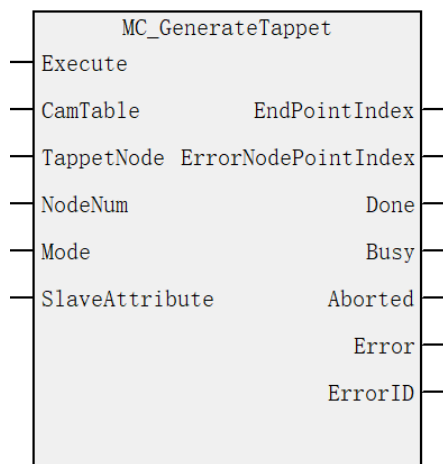 MC_GenerateTappet
Execute
CamTable EndPointIndex
TappetNode ErrorNodePointIndex
NodeNum Done
Mode Busy
SlaveAttribute Aborted
Error
ErrorID